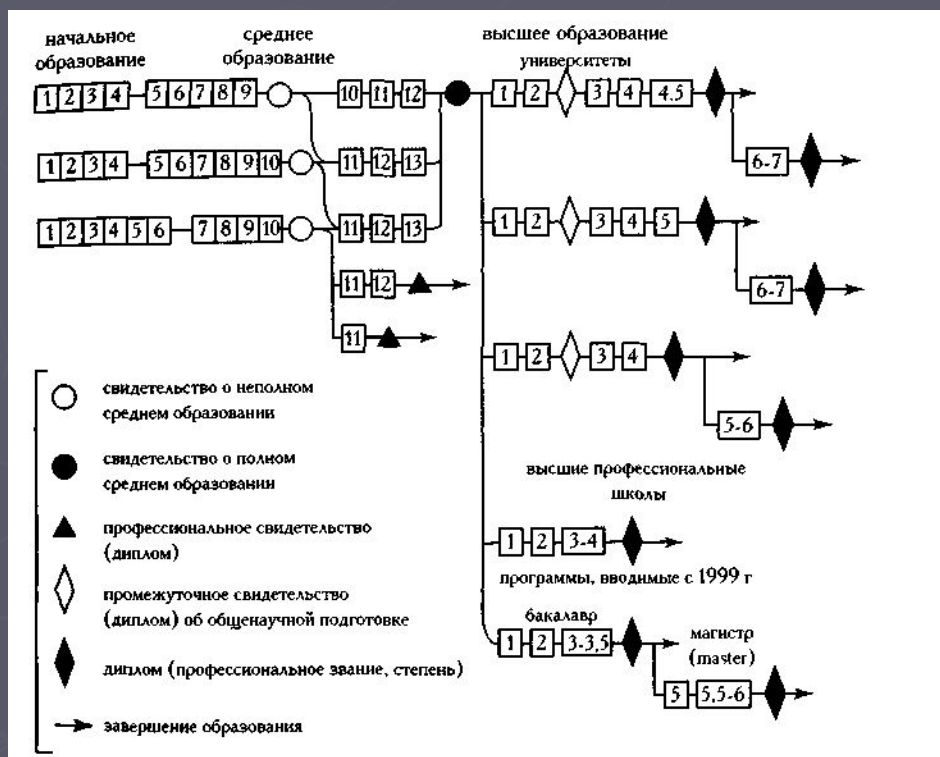 начальное
образование
среднее
образование
высшее образование
университеты
1 2 3 4 5 6 7 8 9 10 11 12 1 2 3 4 4.5
6-7
1 2 3 4 5 6 7 8 9 10 11 12 13
1 2 3 4 5 6 7 8 9 10 11 12 13 1 2 3 4 5
11 12 6-7
11
1 2 3 4
5-6
свидетельство о неполном
среднем образовании
свидетельство о полном
среднем образовании
профессиональное свидетельство
(диплом)
промежуточное свидетельство
(диплом) об общенаучной подготовке
диплом (профессиональное звание, степень)
завершение образования
высшие профессиональные
школы
1 2 3-4
программы, вводимые с 1999 г
бакалавр
1 2 3-3,5
магистр
(master)
5 5,5-6